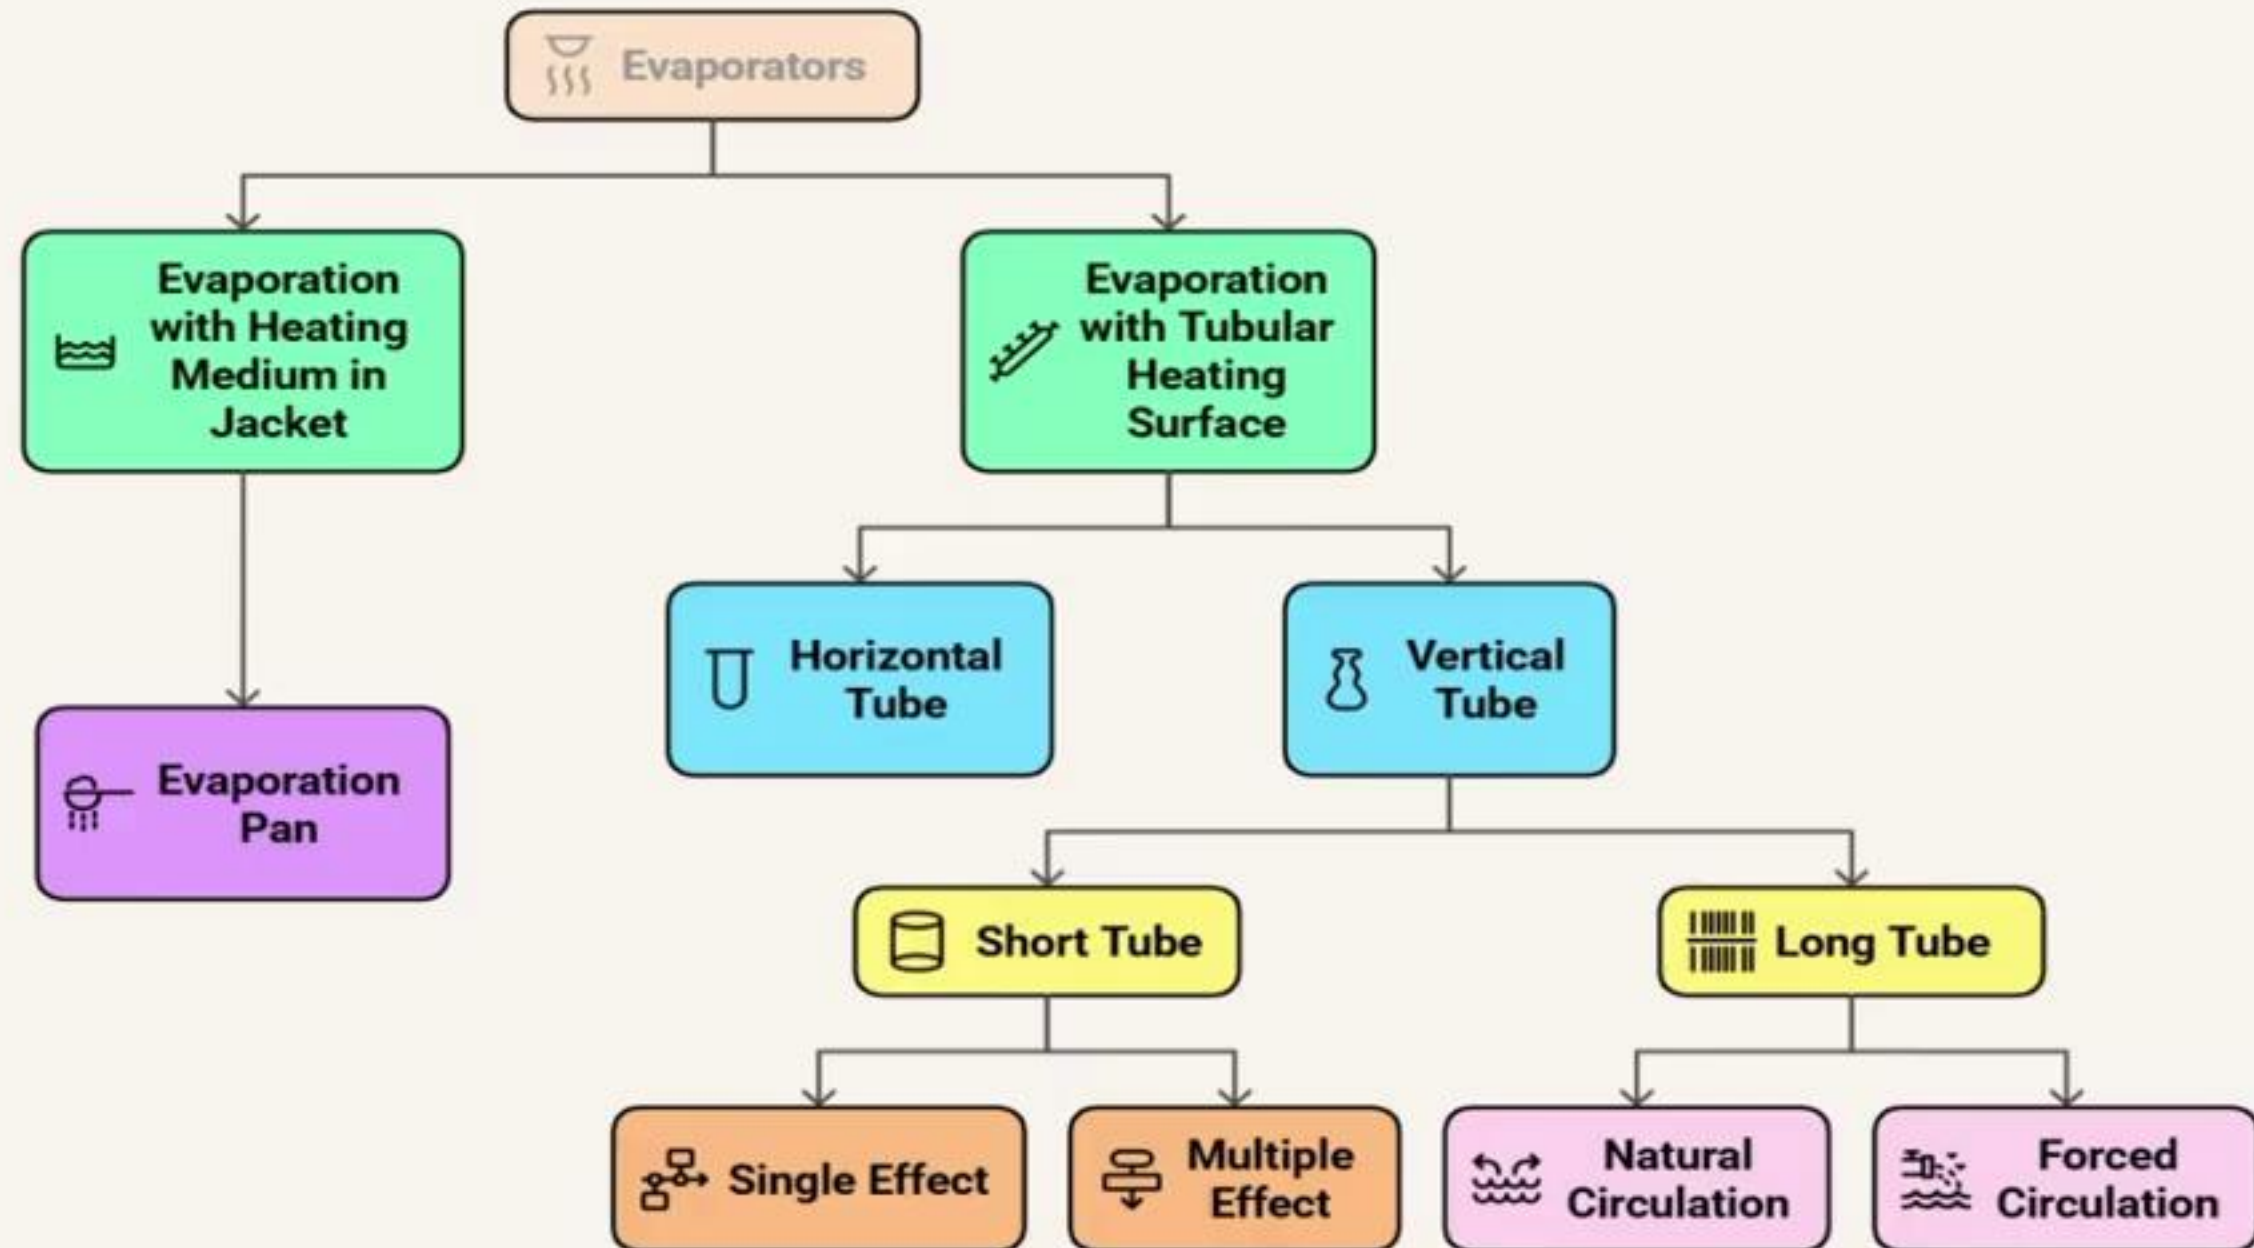 Evaporators
Evaporation
with Heating
Medium in
Jacket
Evaporation
with Tubular
Heating
Surface
Horizontal
Tube
Vertical
Tube
Evaporation
Pan
Short Tube
Long Tube
Single Effect
Multiple
Effect
Natural
Circulation
Forced
Circulation